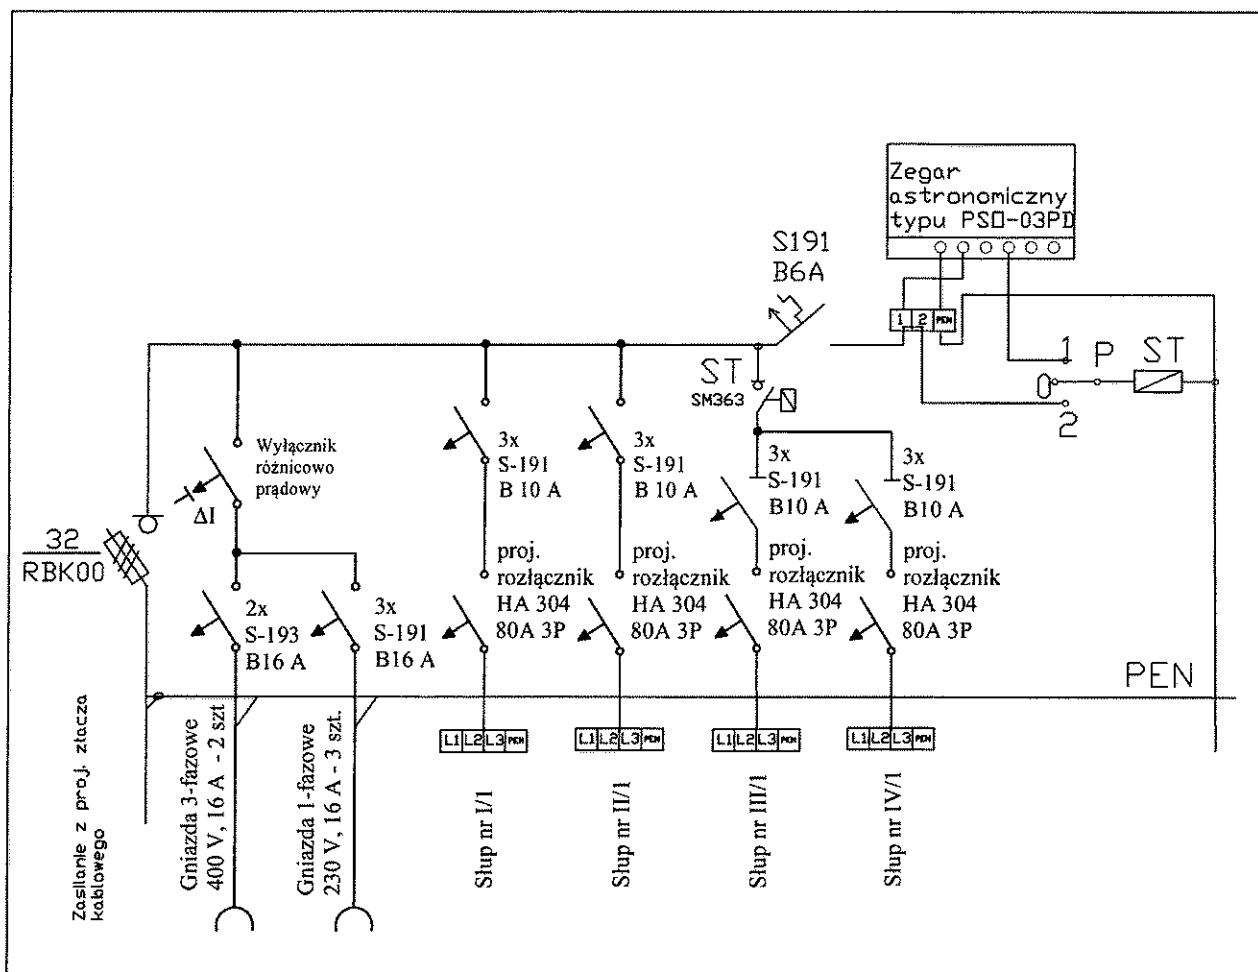 Zegar
astronomiczny
typu PSO-03PD
S191
B6A
1 2 PEN
1
P
ST
2
ST
SM363
Wyłącznik
różnicowo
prądowy
ΔI
3x
S-191
B 10 A
3x
S-191
B 10 A
3x
S-191
B10 A
3x
S-191
B10 A
32
RBK00
2x
S-193
B16 A
3x
S-191
B16 A
proj.
rozłącznik
HA 304
80A 3P
proj.
rozłącznik
HA 304
80A 3P
proj.
rozłącznik
HA 304
80A 3P
proj.
rozłącznik
HA 304
80A 3P
PEN
L1 L2 L3 PEN
L1 L2 L3 PEN
L1 L2 L3 PEN
L1 L2 L3 PEN
Zasilanie z proj. złacza
kablowego
Gniazda 3-fazowe
400 V, 16 A - 2 szt
Gniazda 1-fazowe
230 V, 16 A - 3 szt.
Słup nr I/1
Słup nr II/1
Słup nr III/1
Słup nr IV/1